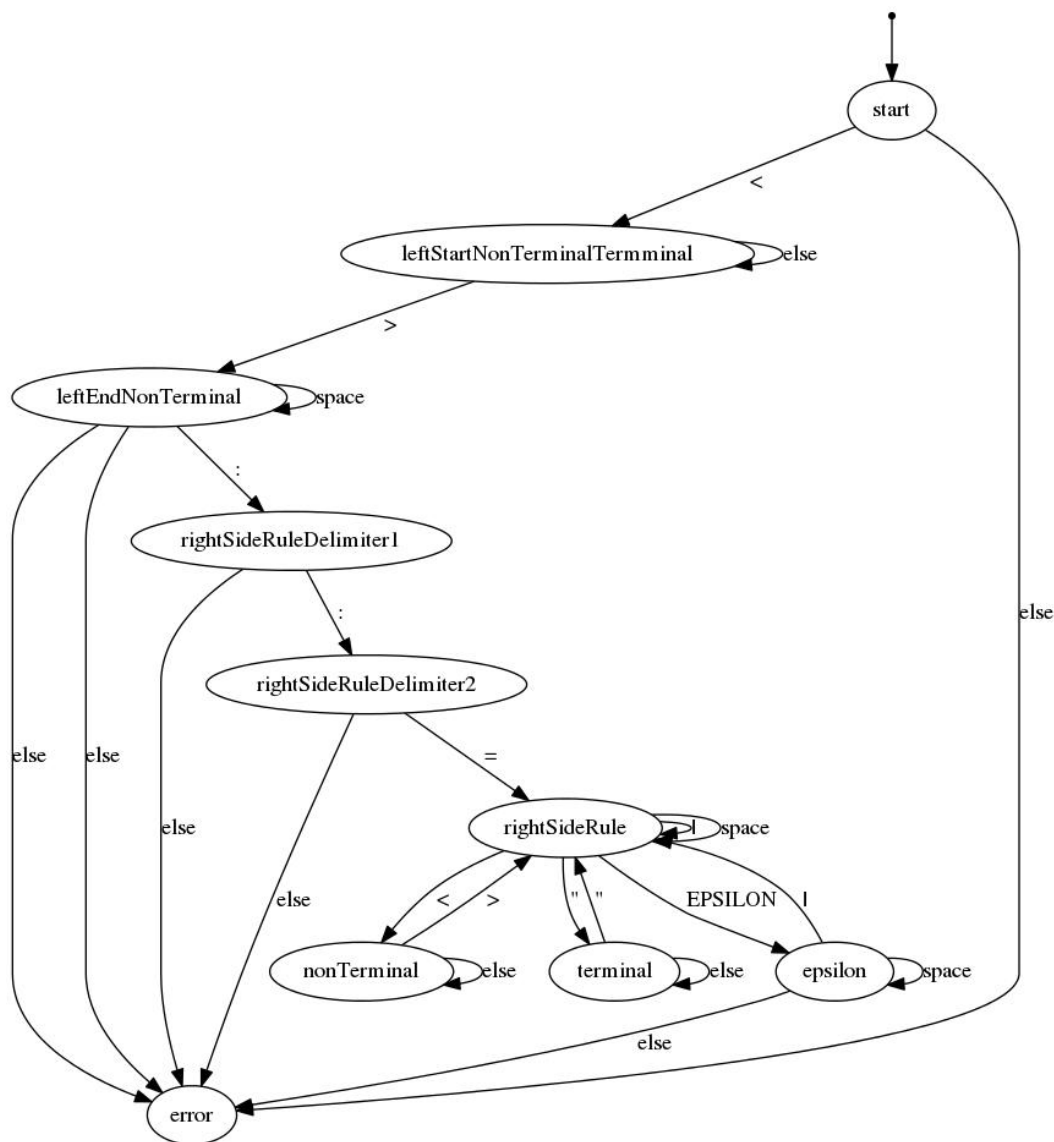 start
<
leftStartNonTerminalTermminal
else
>
leftEndNonTerminal
space
:
rightSideRuleDelimiter1
else
:
rightSideRuleDelimiter2
else
else
=
else
rightSideRule
|
space
else
<
>
"
"
EPSILON
|
nonTerminal
else
terminal
else
epsilon
space
else
error